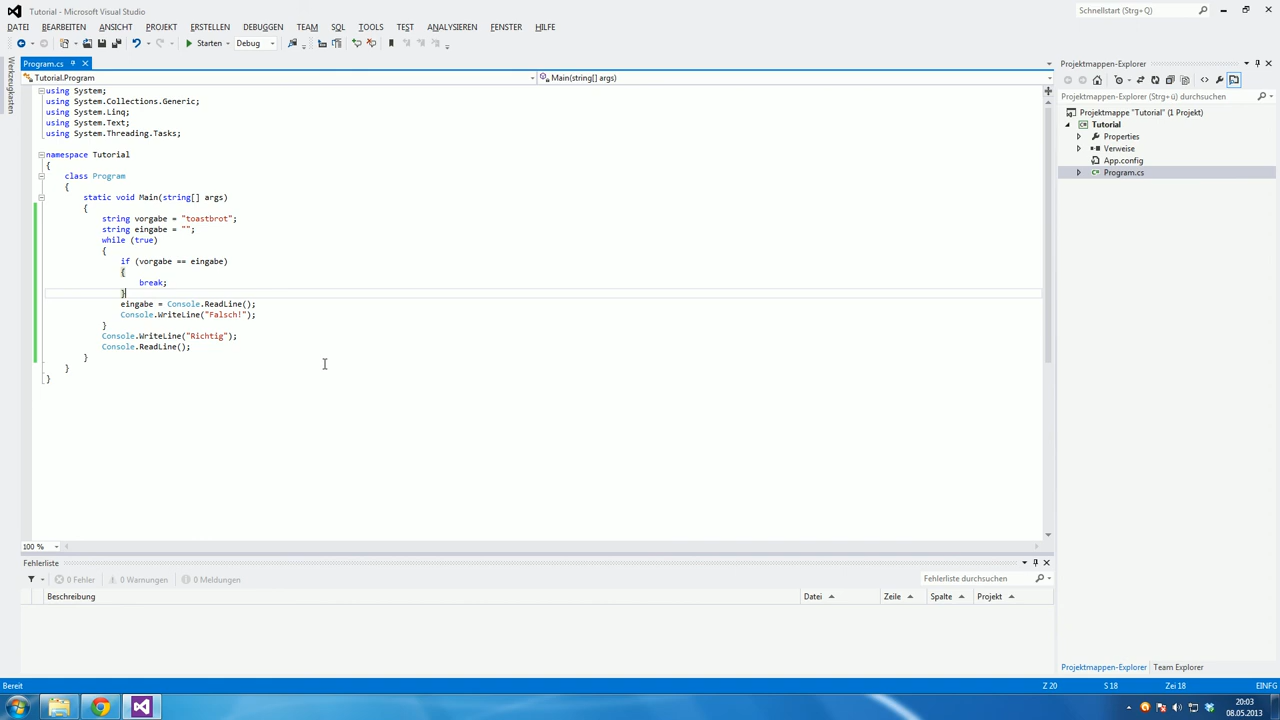 Tutorial - Microsoft Visual Studio
Schnellstart (Strg+Q)
DATEI BEARBEITEN ANSICHT PROJEKT ERSTELLEN DEBUGGEN TEAM SQL TOOLS TEST ANALYSIEREN FENSTER HILFE
Starten Debug
Werkzeugkasten
Program.cs
Tutorial.Program
Main(string[] args)
using System;
using System.Collections.Generic;
using System.Linq;
using System.Text;
using System.Threading.Tasks;
namespace Tutorial
{
class Program
{
static void Main(string[] args)
{
string vorgabe = "toastbrot";
string eingabe = "";
while (true)
{
if (vorgabe == eingabe)
{
break;
}
eingabe = Console.ReadLine();
Console.WriteLine("Falsch!");
}
Console.WriteLine("Richtig");
Console.ReadLine();
}
}
}
100 %
Projektmappen-Explorer
Projektmappen-Explorer (Strg+ü) durchsuchen
Projektmappe "Tutorial" (1 Projekt)
Tutorial
Properties
Verweise
App.config
Program.cs
Fehlerliste
0 Fehler 0 Warnungen 0 Meldungen
Fehlerliste durchsuchen
Beschreibung Datei Zeile Spalte Projekt
Projektmappen-Explorer Team Explorer
Bereit Z 20 S 18 Zei 18 EINFG
20:03
08.05.2013